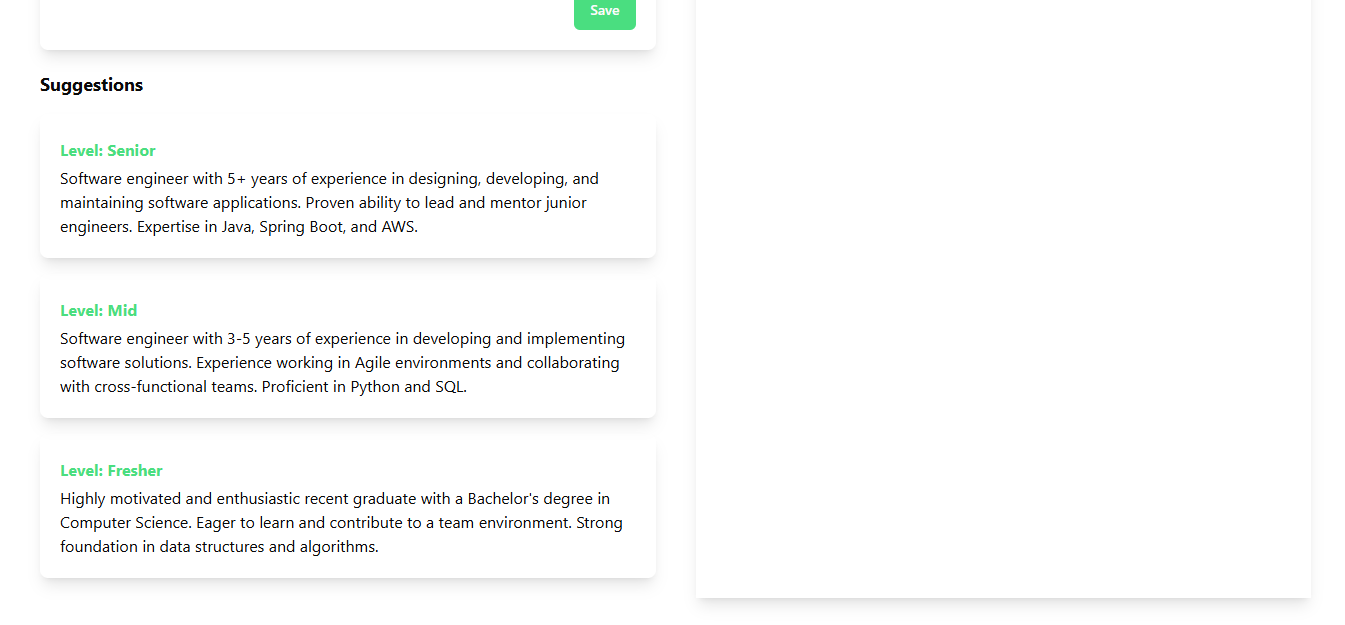 Save
Suggestions
Level: Senior
Software engineer with 5+ years of experience in designing, developing, and
maintaining software applications. Proven ability to lead and mentor junior
engineers. Expertise in Java, Spring Boot, and AWS.
Level: Mid
Software engineer with 3-5 years of experience in developing and implementing
software solutions. Experience working in Agile environments and collaborating
with cross-functional teams. Proficient in Python and SQL.
Level: Fresher
Highly motivated and enthusiastic recent graduate with a Bachelor's degree in
Computer Science. Eager to learn and contribute to a team environment. Strong
foundation in data structures and algorithms.